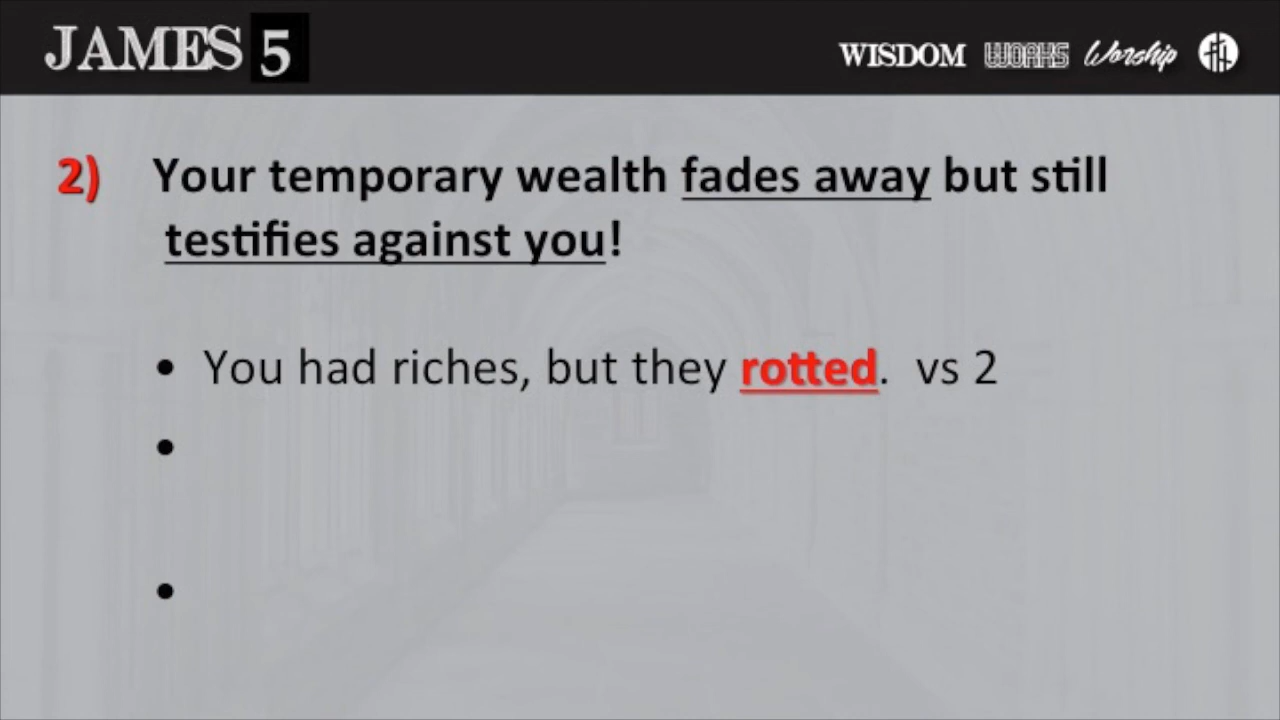 JAMES 5
WISDOM WORKS Worship
2) Your temporary wealth fades away but still
testifies against you!
• You had riches, but they rotted. vs 2
•
•